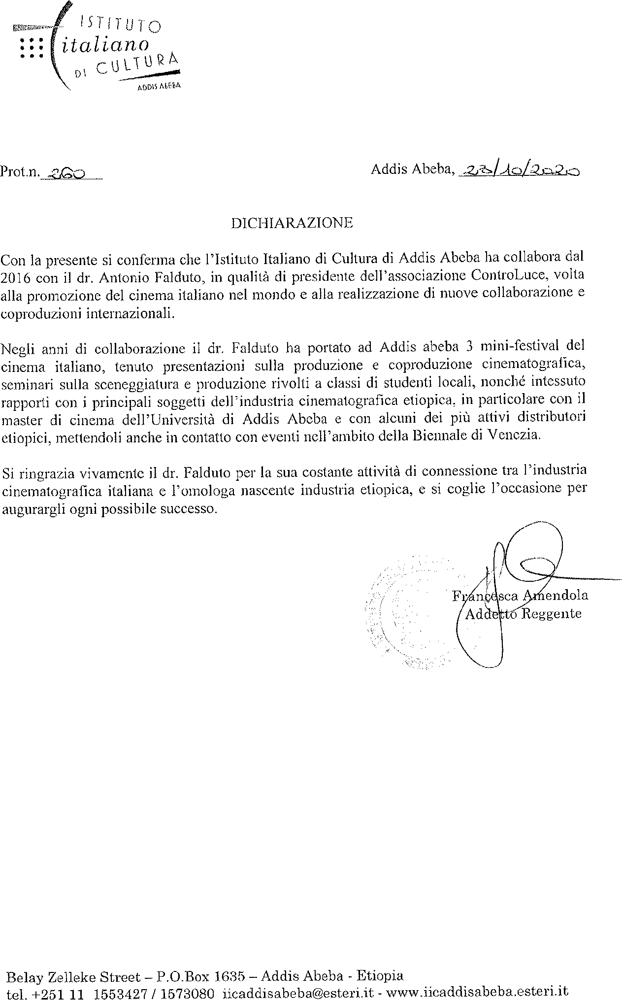 ISTITUTO
italiano
DI CULTURA
ADDIS ABEBA
Prot.n. 260
Addis Abeba, 23/10/2020
DICHIARAZIONE
Con la presente si conferma che l'Istituto Italiano di Cultura di Addis Abeba ha collabora dal
2016 con il dr. Antonio Falduto, in qualità di presidente dell'associazione ControLuce, volta
alla promozione del cinema italiano nel mondo e alla realizzazione di nuove collaborazione e
coproduzioni internazionali.
Negli anni di collaborazione il dr. Falduto ha portato ad Addis abeba 3 mini-festival del
cinema italiano, tenuto presentazioni sulla produzione e coproduzione cinematografica,
seminari sulla sceneggiatura e produzione rivolti a classi di studenti locali, nonché intessuto
rapporti con i principali soggetti dell'industria cinematografica etiopica, in particolare con il
master di cinema dell'Università di Addis Abeba e con alcuni dei più attivi distributori
etiopici, mettendoli anche in contatto con eventi nell'ambito della Biennale di Venezia.
Si ringrazia vivamente il dr. Falduto per la sua costante attività di connessione tra l'industria
cinematografica italiana e l'omologa nascente industria etiopica, e si coglie l'occasione per
augurargli ogni possibile successo.
Francesca Amendola
Addetto Reggente
Belay Zelleke Street – P.O.Box 1635 – Addis Abeba - Etiopia
tel. +251 11 1553427 / 1573080 iicaddisabeba@esteri.it - www.iicaddisabeba.esteri.it